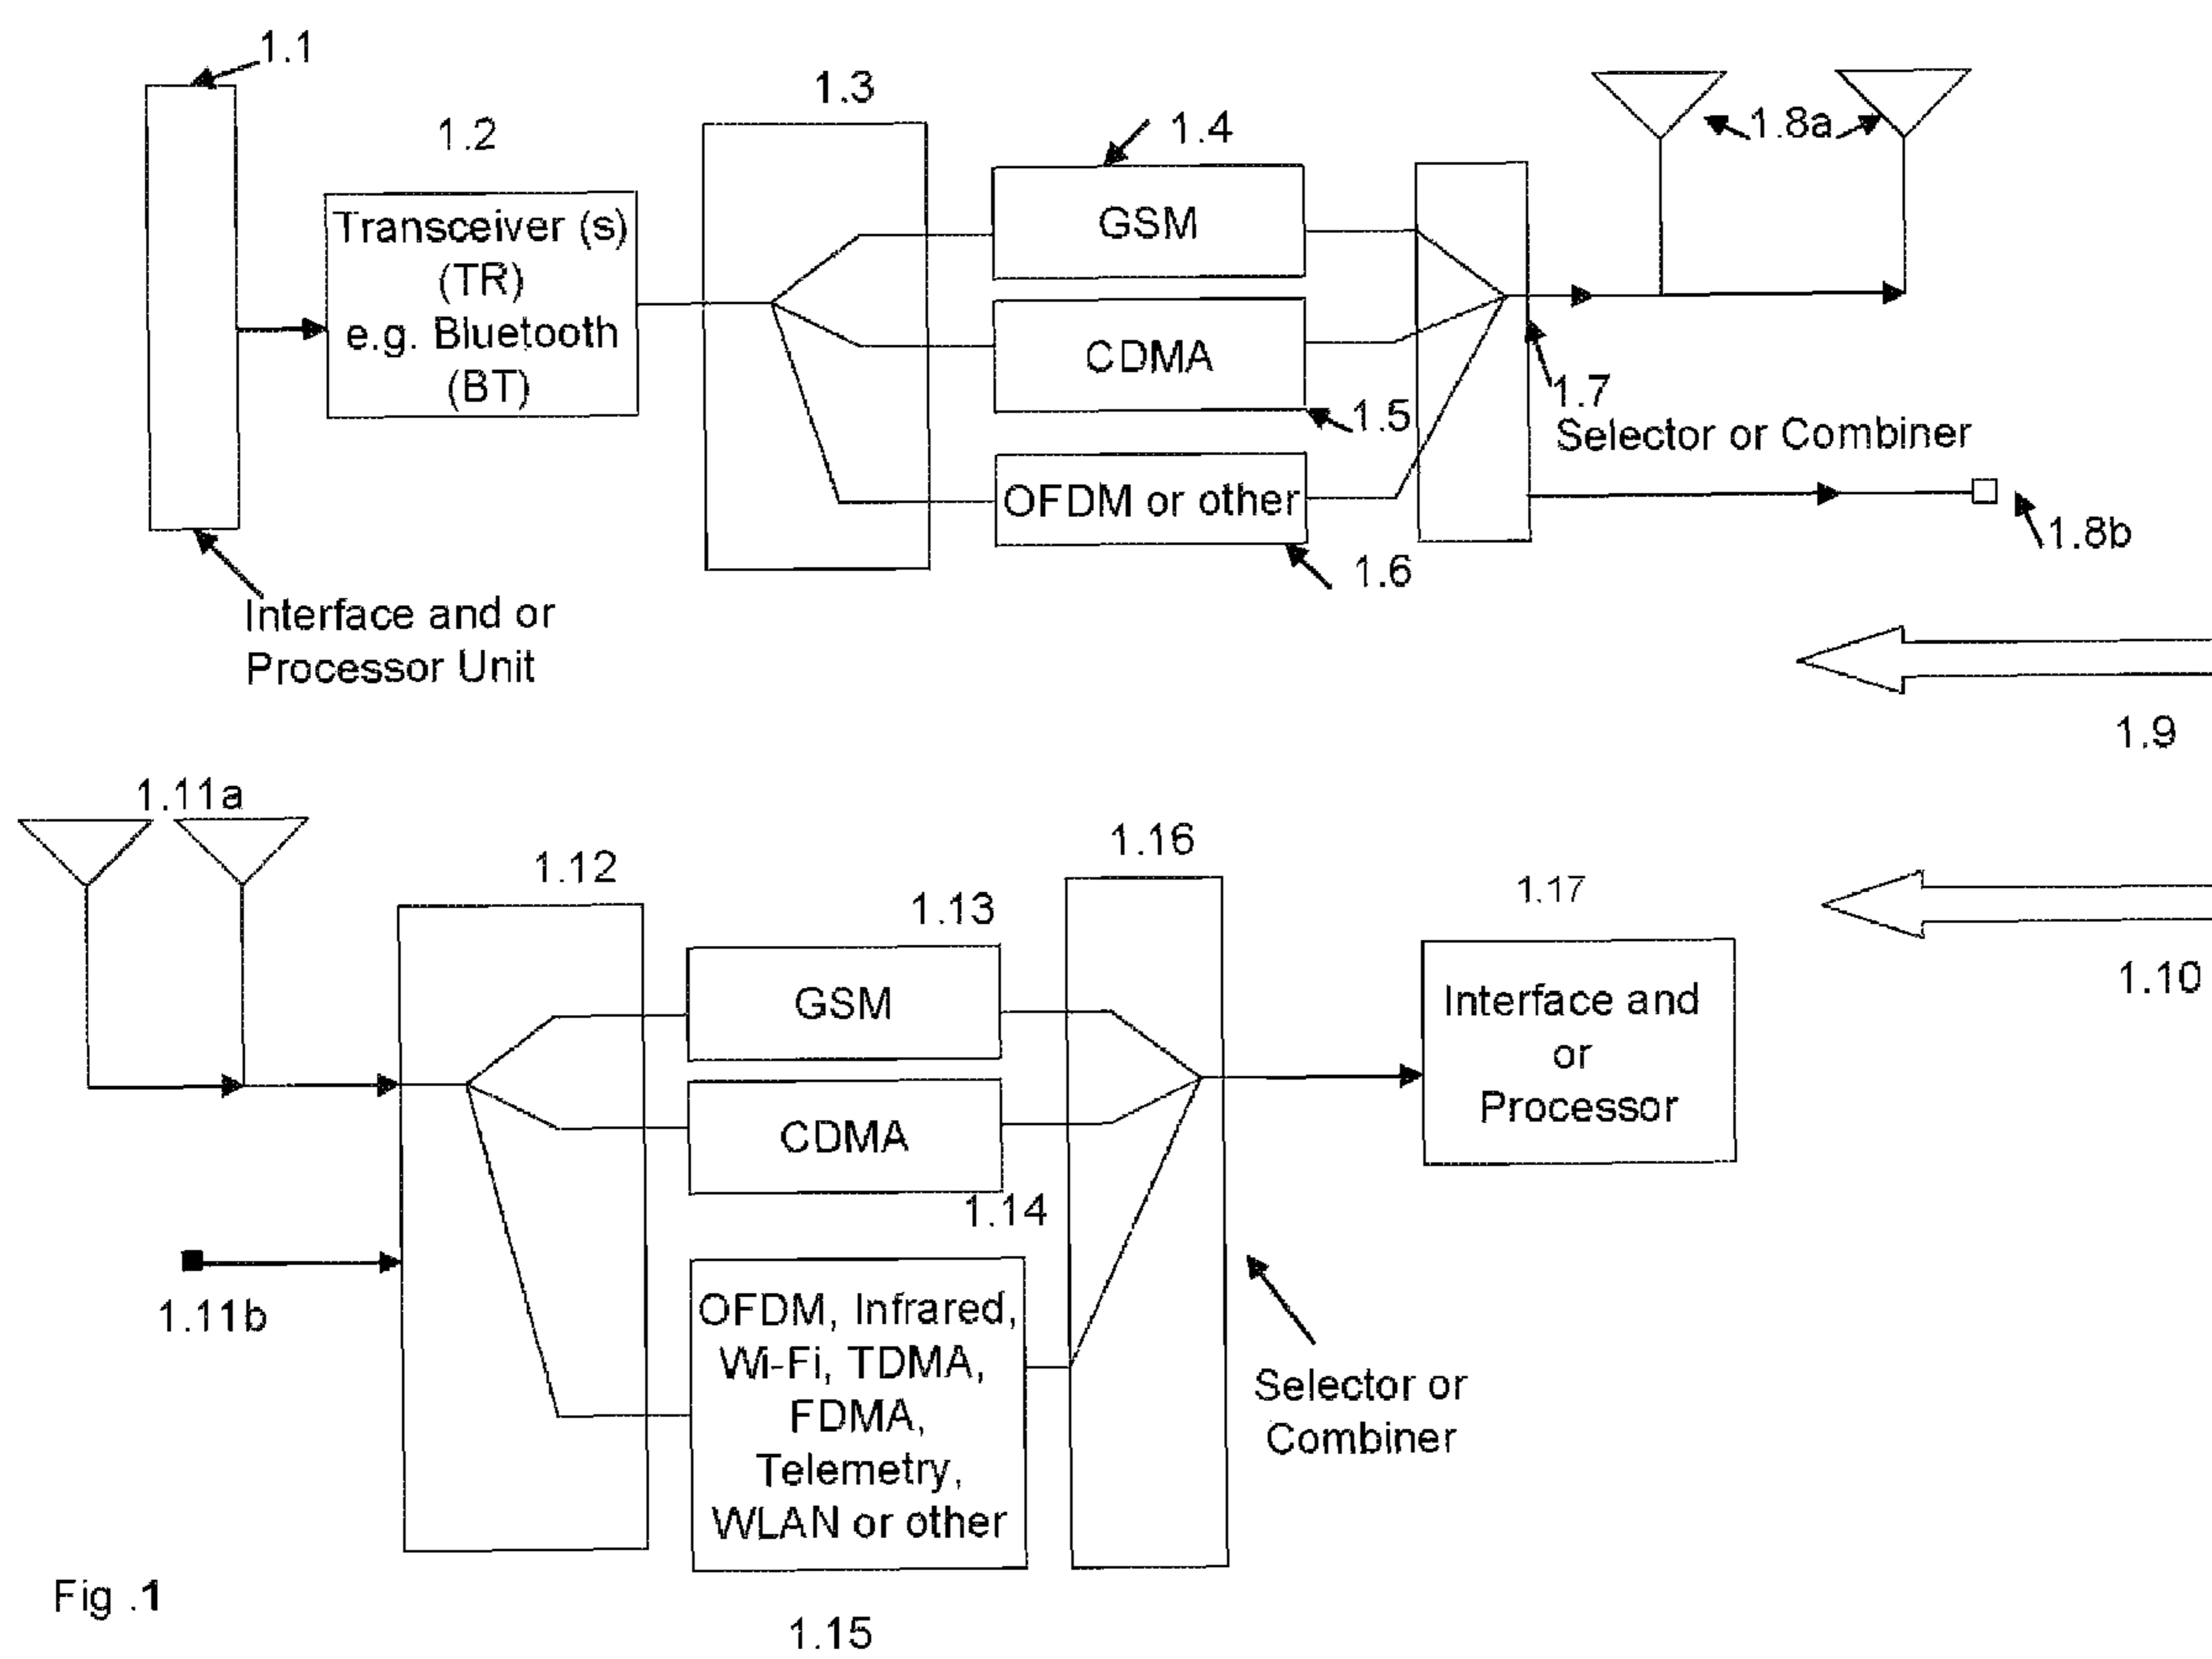 1.1
1.2
1.3
1.4
1.8a
Transceiver (s)
(TR)
e.g. Bluetooth
(BT)
GSM
CDMA
1.5
OFDM or other
1.6
1.7
Selector or Combiner
1.8b
Interface and or
Processor Unit
1.9
1.11a
1.12
1.13
1.16
1.17
1.10
GSM
CDMA
1.14
Interface and
or
Processor
1.11b
OFDM, Infrared,
Wi-Fi, TDMA,
FDMA,
Telemetry,
WLAN or other
Selector or
Combiner
1.15
Fig .1